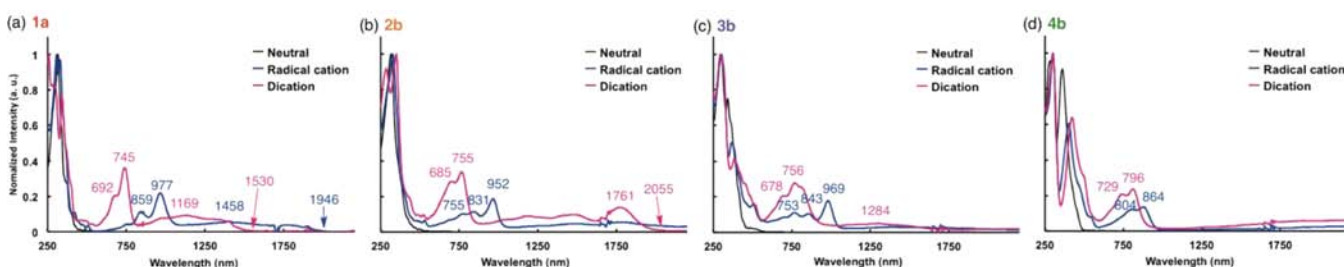 (a) 1a
Normalized Intensity (a. u.)
1
0.8
0.6
0.4
0.2
0
Neutral
Radical cation
Dication
692
745
859
977
1169
1458
1530
1946
250 750 1250 1750
Wavelength (nm)
(b) 2b
Neutral
Radical cation
Dication
685
755
755
831
952
1761
2055
250 750 1250 1750
Wavelength (nm)
(c) 3b
Neutral
Radical cation
Dication
678
756
753
843
969
1284
250 750 1250 1750
Wavelength (nm)
(d) 4b
Neutral
Radical cation
Dication
729
796
804
864
250 750 1250 1750
Wavelength (nm)